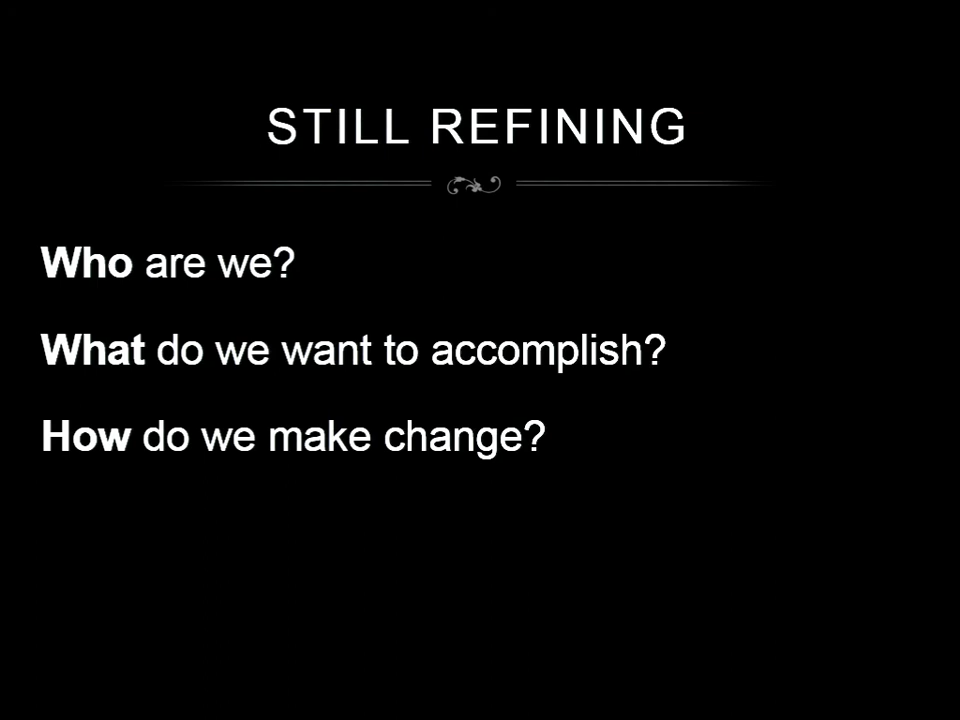 STILL REFINING
Who are we?
What do we want to accomplish?
How do we make change?